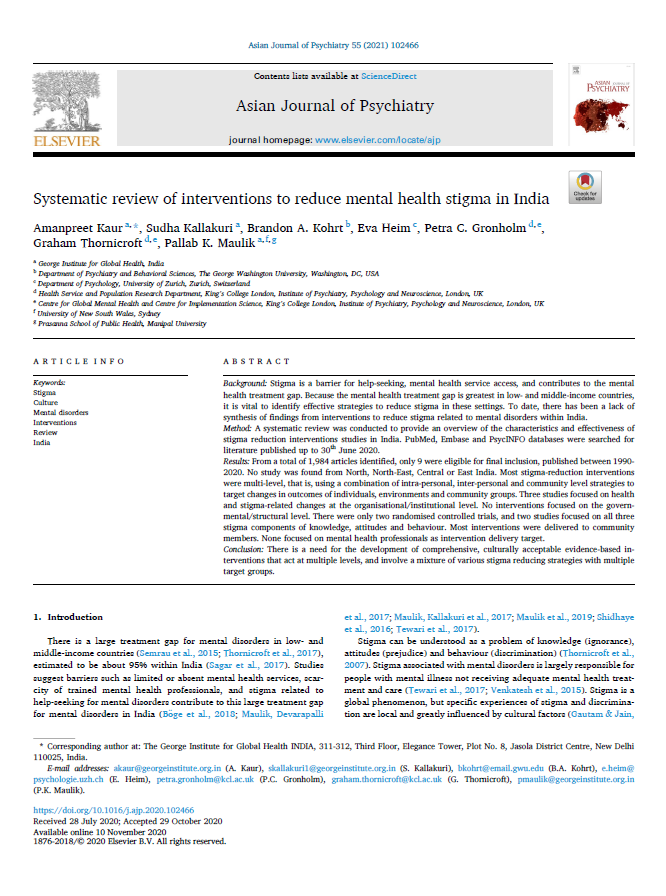 Asian Journal of Psychiatry 55 (2021) 102466
Contents lists available at ScienceDirect
Asian Journal of Psychiatry
journal homepage: www.elsevier.com/locate/ajp
ELSEVIER
ASIAN JOURNAL OF
PSYCHIATRY
Check for
updates
Systematic review of interventions to reduce mental health stigma in India
Amanpreet Kaur a,*, Sudha Kallakuri a, Brandon A. Kohrt b, Eva Heim c, Petra C. Gronholm d,e,
Graham Thornicroft d,e, Pallab K. Maulik a,f,g
a George Institute for Global Health, India
b Department of Psychiatry and Behavioral Sciences, The George Washington University, Washington, DC, USA
c Department of Psychology, University of Zurich, Zurich, Switzerland
d Health Service and Population Research Department, King's College London, Institute of Psychiatry, Psychology and Neuroscience, London, UK
e Centre for Global Mental Health and Centre for Implementation Science, King's College London, Institute of Psychiatry, Psychology and Neuroscience, London, UK
f University of New South Wales, Sydney
g Prasanna School of Public Health, Manipal University
ARTICLE INFO
Keywords:
Stigma
Culture
Mental disorders
Interventions
Review
India
ABSTRACT
Background: Stigma is a barrier for help-seeking, mental health service access, and contributes to the mental
health treatment gap. Because the mental health treatment gap is greatest in low- and middle-income countries,
it is vital to identify effective strategies to reduce stigma in these settings. To date, there has been a lack of
synthesis of findings from interventions to reduce stigma related to mental disorders within India.
Method: A systematic review was conducted to provide an overview of the characteristics and effectiveness of
stigma reduction interventions studies in India. PubMed, Embase and PsycINFO databases were searched for
literature published up to 30th June 2020.
Results: From a total of 1,984 articles identified, only 9 were eligible for final inclusion, published between 1990-
2020. No study was found from North, North-East, Central or East India. Most stigma-reduction interventions
were multi-level, that is, using a combination of intra-personal, inter-personal and community level strategies to
target changes in outcomes of individuals, environments and community groups. Three studies focused on health
and stigma-related changes at the organisational/institutional level. No interventions focused on the govern-
mental/structural level. There were only two randomised controlled trials, and two studies focused on all three
stigma components of knowledge, attitudes and behaviour. Most interventions were delivered to community
members. None focused on mental health professionals as intervention delivery target.
Conclusion: There is a need for the development of comprehensive, culturally acceptable evidence-based in-
terventions that act at multiple levels, and involve a mixture of various stigma reducing strategies with multiple
target groups.
1. Introduction
There is a large treatment gap for mental disorders in low- and
middle-income countries (Semrau et al., 2015; Thornicroft et al., 2017),
estimated to be about 95% within India (Sagar et al., 2017). Studies
suggest barriers such as limited or absent mental health services, scar-
city of trained mental health professionals, and stigma related to
help-seeking for mental disorders contribute to this large treatment gap
for mental disorders in India (Böge et al., 2018; Maulik, Devarapalli
et al., 2017; Maulik, Kallakuri et al., 2017; Maulik et al., 2019; Shidhaye
et al., 2016; Tewari et al., 2017).
Stigma can be understood as a problem of knowledge (ignorance),
attitudes (prejudice) and behaviour (discrimination) (Thornicroft et al.,
2007). Stigma associated with mental disorders is largely responsible for
people with mental illness not receiving adequate mental health treat-
ment and care (Tewari et al., 2017; Venkatesh et al., 2015). Stigma is a
global phenomenon, but specific experiences of stigma and discrimina-
tion are local and greatly influenced by cultural factors (Gautam & Jain,
* Corresponding author at: The George Institute for Global Health INDIA, 311-312, Third Floor, Elegance Tower, Plot No. 8, Jasola District Centre, New Delhi
110025, India.
E-mail addresses: akaur@georgeinstitute.org.in (A. Kaur), skallakuri1@georgeinstitute.org.in (S. Kallakuri), bkohrt@email.gwu.edu (B.A. Kohrt), e.heim@
psychologie.uzh.ch (E. Heim), petra.gronholm@kcl.ac.uk (P.C. Gronholm), graham.thornicroft@kcl.ac.uk (G. Thornicroft), pmaulik@georgeinstitute.org.in
(P.K. Maulik).
https://doi.org/10.1016/j.ajp.2020.102466
Received 28 July 2020; Accepted 29 October 2020
Available online 10 November 2020
1876-2018/© 2020 Elsevier B.V. All rights reserved.